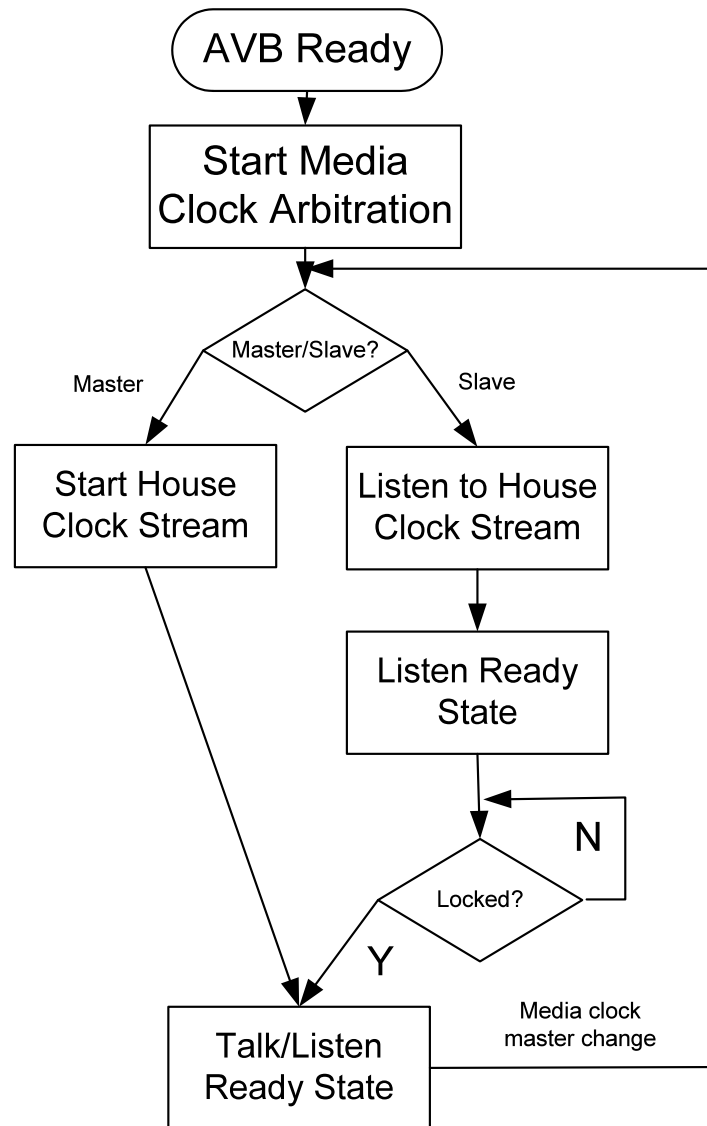 AVB Ready
Start Media
Clock Arbitration
Master/Slave?
Master
Slave
Start House
Clock Stream
Listen to House
Clock Stream
Listen Ready
State
N
Locked?
Y
Talk/Listen
Ready State
Media clock
master change